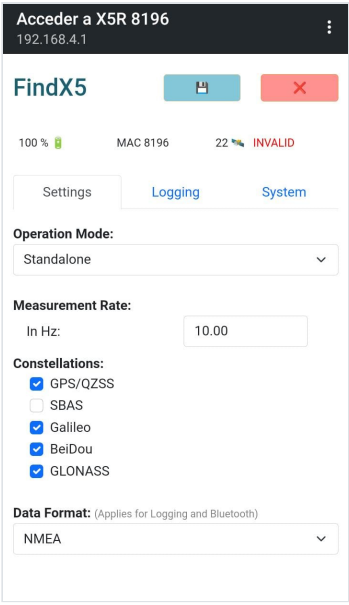 Acceder a X5R 8196
192.168.4.1
FindX5
100 % MAC 8196 22 INVALID
Settings Logging System
Operation Mode:
Standalone
Measurement Rate:
In Hz: 10.00
Constellations:
GPS/QZSS
SBAS
Galileo
BeiDou
GLONASS
Data Format: (Applies for Logging and Bluetooth)
NMEA